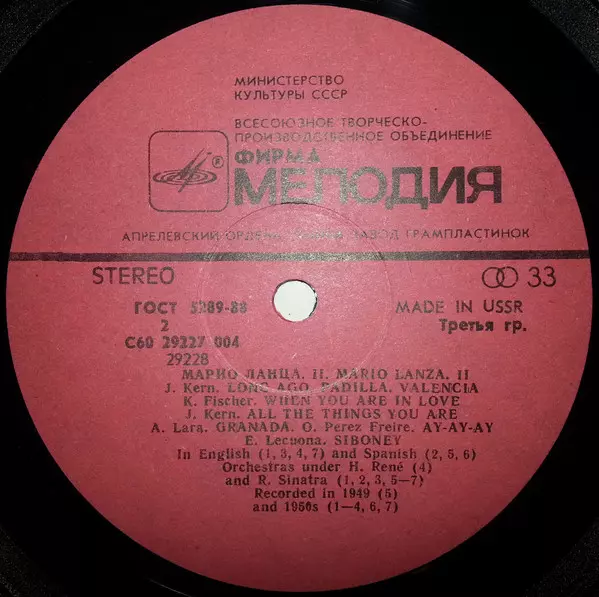 МИНИСТЕРСТВО
КУЛЬТУРЫ СССР
ВСЕСОЮЗНОЕ ТВОРЧЕСКО-
ПРОИЗВОДСТВЕННОЕ ОБЪЕДИНЕНИЕ
®
ФИРМА
МЕЛОДИЯ
АПРЕЛЕВСКИЙ ОРДЕНА ЗАВОД ГРАМПЛАСТИНОК
STEREO 33
ГОСТ 5289-88 MADE IN USSR
2 Третья гр.
С60 29227 004
29228
МАРИО ЛАНЦА. II. MARIO LANZA. II
J. Kern. LONG AGO. PADILLA. VALENCIA
K. Fischer. WHEN YOU ARE IN LOVE
J. Kern. ALL THE THINGS YOU ARE
A. Lara. GRANADA. O. Perez Freire. AY-AY-AY
E. Lecuona. SIBONEY
In English (1, 3, 4, 7) and Spanish (2, 5, 6)
Orchestras under H. René (4)
and R. Sinatra (1, 2, 3, 5—7)
Recorded in 1949 (5)
and 1950s (1—4, 6, 7)